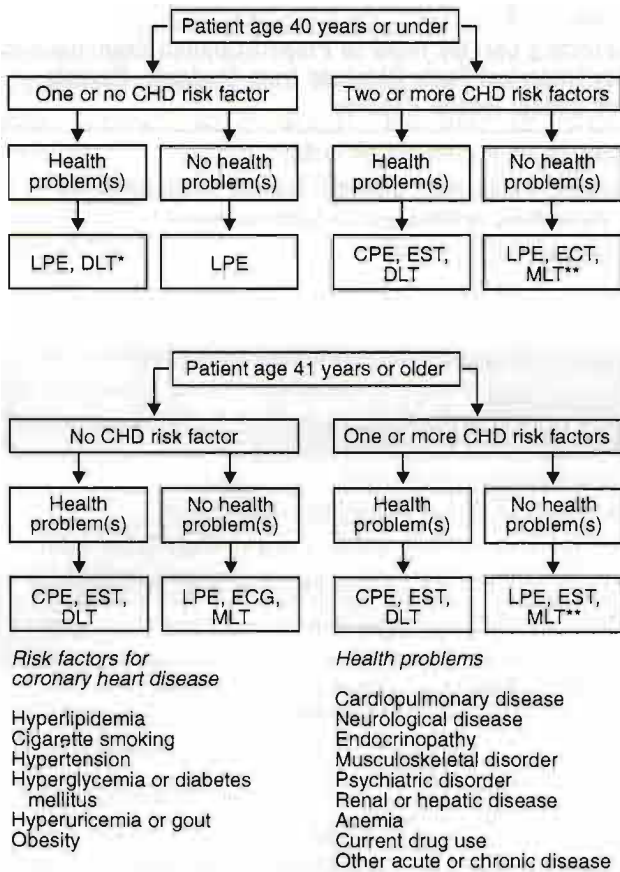 Patient age 40 years or under
One or no CHD risk factor
Two or more CHD risk factors
Health
problem(s)
No health
problem(s)
Health
problem(s)
No health
problem(s)
LPE, DLT*
LPE
CPE, EST,
DLT
LPE, ECT,
MLT**
Patient age 41 years or older
No CHD risk factor
One or more CHD risk factors
Health
problem(s)
No health
problem(s)
Health
problem(s)
No health
problem(s)
CPE, EST,
DLT
LPE, ECG,
MLT
CPE, EST,
DLT
LPE, EST,
MLT**
Risk factors for
coronary heart disease
Hyperlipidemia
Cigarette smoking
Hypertension
Hyperglycemia or diabetes
mellitus
Hyperuricemia or gout
Obesity
Health problems
Cardiopulmonary disease
Neurological disease
Endocrinopathy
Musculoskeletal disorder
Psychiatric disorder
Renal or hepatic disease
Anemia
Current drug use
Other acute or chronic disease